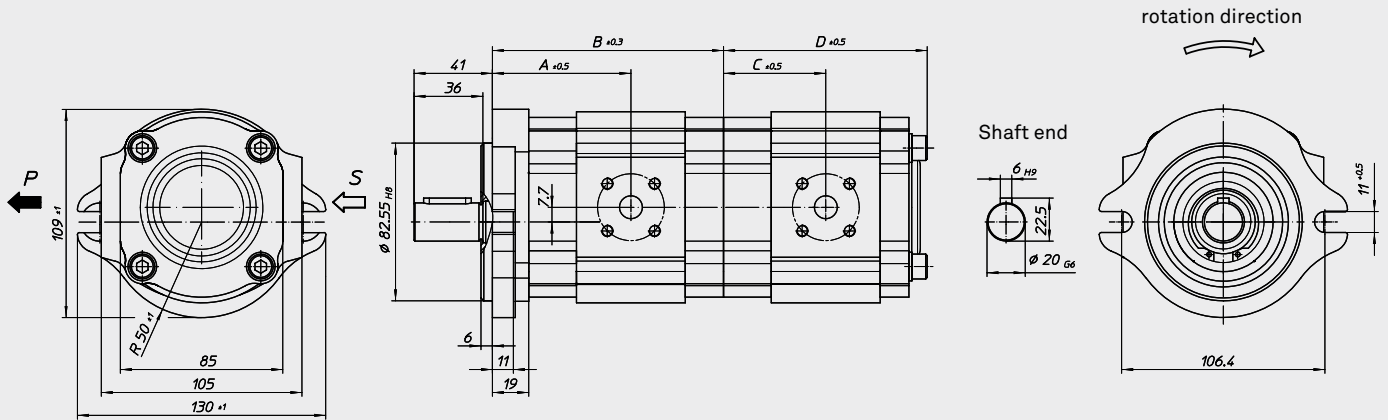 rotation direction
B ±0.3
D ±0.5
41
A ±0.5
C ±0.5
36
Shaft end
6 H9
P
S
109 ±1
Ø 82.55 H8
7.7
22.5
11 +0.5
Ø 20 G6
R 50 ±1
6
85
11
106.4
105
19
130 ±1